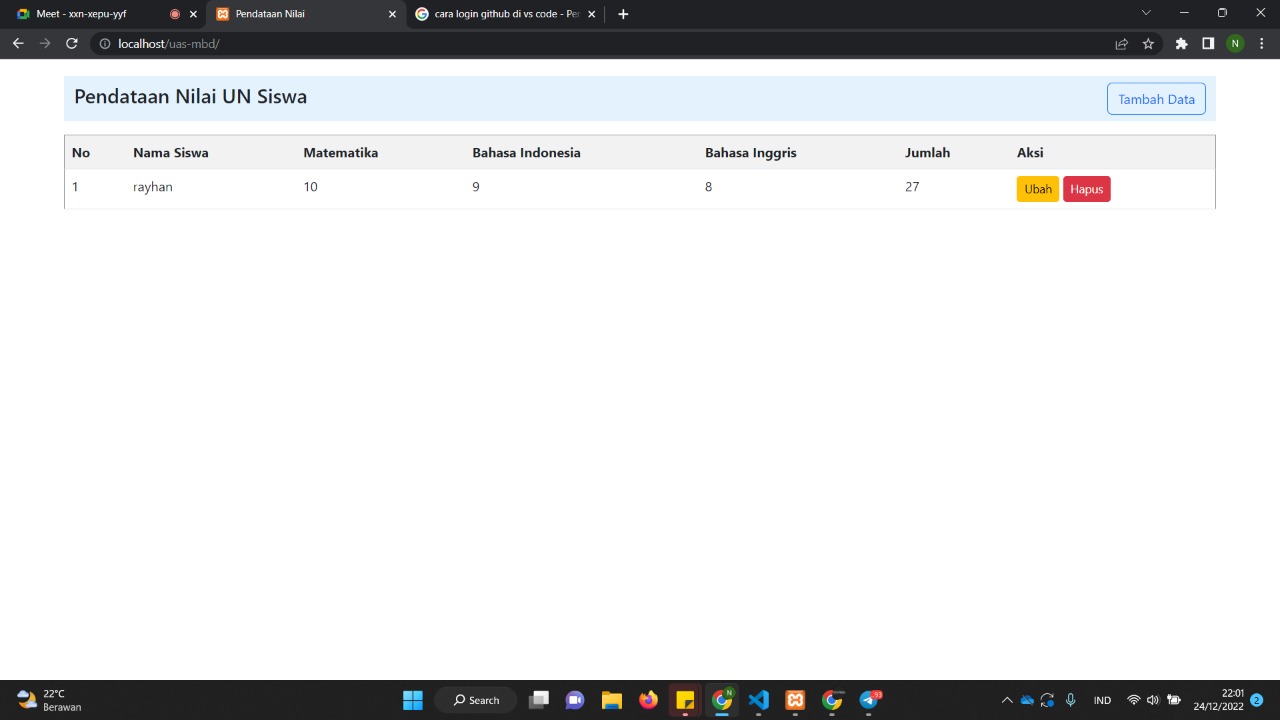 Meet - xxn-xepu-yyf
Pendataan Nilai
cara login github di vs code - Per
localhost/uas-mbd/
N
Pendataan Nilai UN Siswa
Tambah Data
No Nama Siswa Matematika Bahasa Indonesia Bahasa Inggris Jumlah Aksi
1 rayhan 10 9 8 27 Ubah Hapus
22°C
Berawan
Search
N
93
IND
22:01
24/12/2022
2